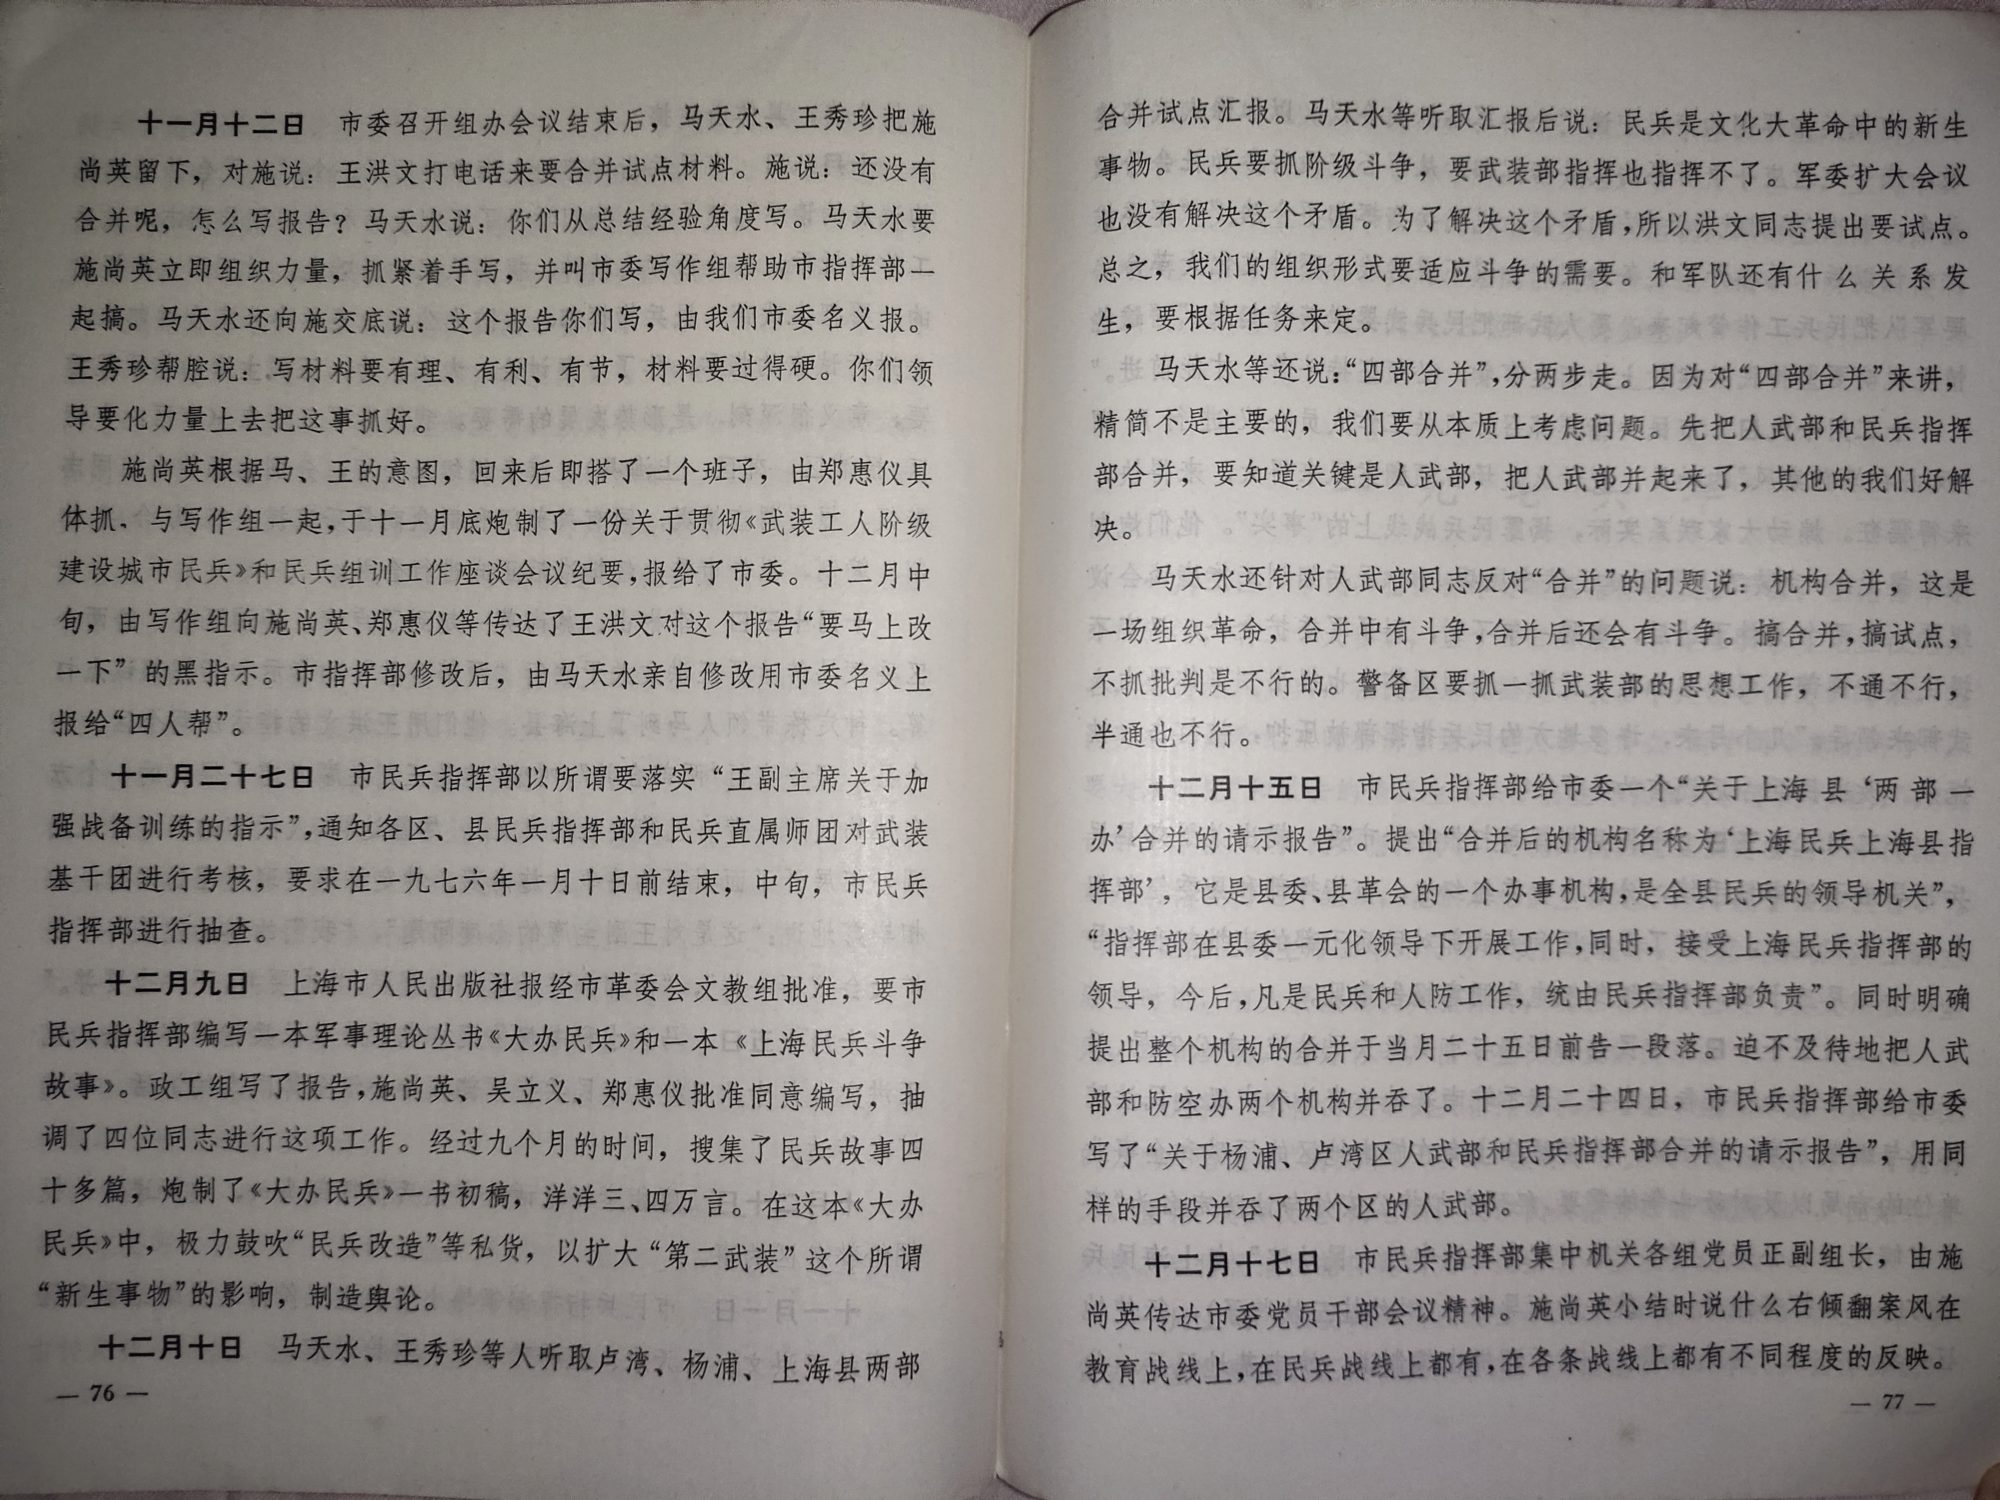 十一月十二日　市委召开组办会议结束后，马天水、王秀珍把施
尚英留下，对施说：王洪文打电话来要合并试点材料。施说：还没有
合并呢，怎么写报告？马天水说：你们从总结经验角度写。马天水要
施尚英立即组织力量，抓紧着手写，并叫市委写作组帮助市指挥部一
起搞。马天水还向施交底说：这个报告你们写，由我们市委名义报。
王秀珍帮腔说：写材料要有理、有利、有节，材料要过得硬。你们领
导要化力量上去把这事抓好。
施尚英根据马、王的意图，回来后即搭了一个班子，由郑惠仪具
体抓．与写作组一起，于十一月底炮制了一份关于贯彻《武装工人阶级
建设城市民兵》和民兵组训工作座谈会议纪要，报给了市委。十二月中
旬，由写作组向施尚英、郑惠仪等传达了王洪文对这个报告“要马上改
一下”的黑指示。市指挥部修改后，由马天水亲自修改用市委名义上
报给“四人帮”。
十一月二十七日　市民兵指挥部以所谓要落实“王副主席关于加
强战备训练的指示”，通知各区、县民兵指挥部和民兵直属师团对武装
基干团进行考核，要求在一九七六年一月十日前结束，中旬，市民兵
指挥部进行抽查。
十二月九日　上海市人民出版社报经市革委会文教组批准，要市
民兵指挥部编写一本军事理论丛书《大办民兵》和一本《上海民兵斗争
故事》。政工组写了报告，施尚英、吴立义、郑惠仪批准同意编写，抽
调了四位同志进行这项工作。经过九个月的时间，搜集了民兵故事四
十多篇，炮制了《大办民兵》一书初稿，洋洋三、四万言。在这本《大办
民兵》中，极力鼓吹“民兵改造”等私货，以扩大“第二武装”这个所谓
“新生事物”的影响，制造舆论。
十二月十日　马天水、王秀珍等人听取卢湾、杨浦、上海县两部
— 76 —
合并试点汇报。马天水等听取汇报后说：民兵是文化大革命中的新生
事物。民兵要抓阶级斗争，要武装部指挥也指挥不了。军委扩大会议
也没有解决这个矛盾。为了解决这个矛盾，所以洪文同志提出要试点。
总之，我们的组织形式要适应斗争的需要。和军队还有什么关系发
生，要根据任务来定。
马天水等还说：“四部合并”，分两步走。因为对“四部合并”来讲，
精简不是主要的，我们要从本质上考虑问题。先把人武部和民兵指挥
部合并，要知道关键是人武部，把人武部并起来了，其他的我们好解
决。
马天水还针对人武部同志反对“合并”的问题说：机构合并，这是
一场组织革命，合并中有斗争，合并后还会有斗争。搞合并，搞试点，
不抓批判是不行的。警备区要抓一抓武装部的思想工作，不通不行，
半通也不行。
十二月十五日　市民兵指挥部给市委一个“关于上海县‘两部一
办’合并的请示报告”。提出“合并后的机构名称为‘上海民兵上海县指
挥部’，它是县委、县革会的一个办事机构，是全县民兵的领导机关”，
“指挥部在县委一元化领导下开展工作，同时，接受上海民兵指挥部的
领导，今后，凡是民兵和人防工作，统由民兵指挥部负责”。同时明确
提出整个机构的合并于当月二十五日前告一段落。迫不及待地把人武
部和防空办两个机构并吞了。十二月二十四日，市民兵指挥部给市委
写了“关于杨浦、卢湾区人武部和民兵指挥部合并的请示报告”，用同
样的手段并吞了两个区的人武部。
十二月十七日　市民兵指挥部集中机关各组党员正副组长，由施
尚英传达市委党员干部会议精神。施尚英小结时说什么右倾翻案风在
教育战线上，在民兵战线上都有，在各条战线上都有不同程度的反映。
— 77 —